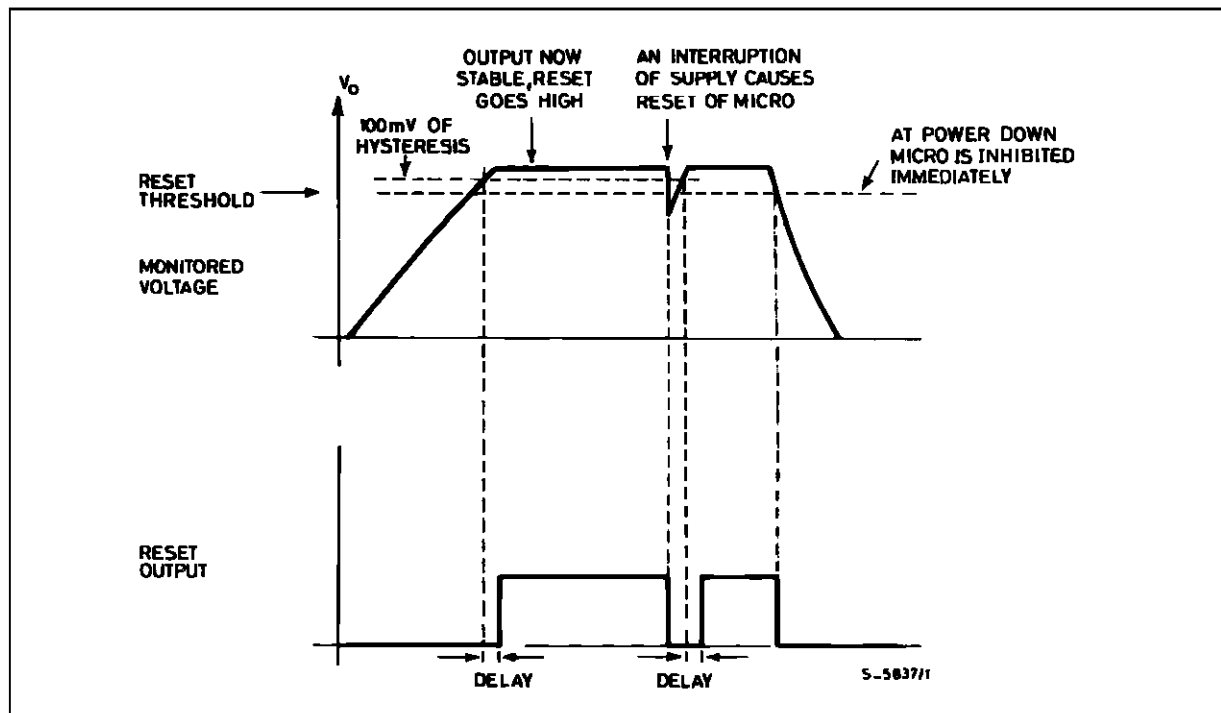 OUTPUT NOW
STABLE, RESET
GOES HIGH
AN INTERRUPTION
OF SUPPLY CAUSES
RESET OF MICRO
Vo
100mV OF
HYSTERESIS
AT POWER DOWN
MICRO IS INHIBITED
IMMEDIATELY
RESET
THRESHOLD
MONITORED
VOLTAGE
RESET
OUTPUT
DELAY
DELAY
S-5837/1